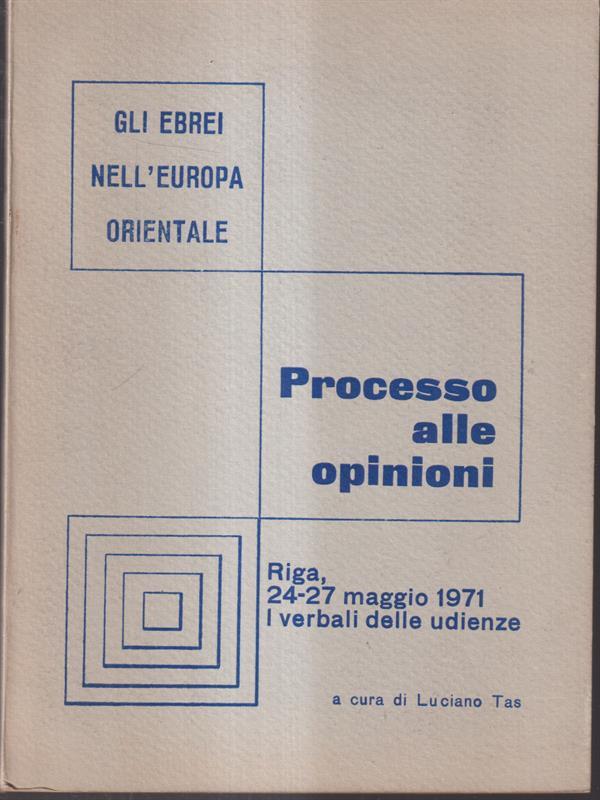 GLI EBREI
NELL'EUROPA
ORIENTALE
Processo
alle
opinioni
Riga,
24-27 maggio 1971
I verbali delle udienze
a cura di Luciano Tas